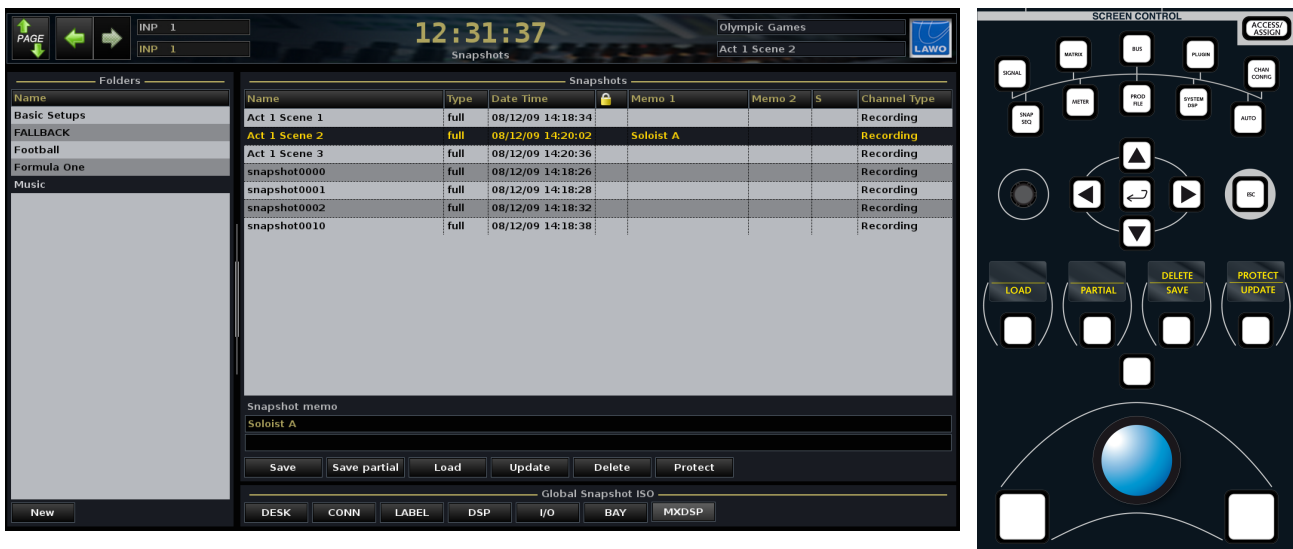 PAGE
INP 1
INP 1
12:31:37
Snapshots
Olympic Games
Act 1 Scene 2
LAWO
Folders
Name
Basic Setups
FALLBACK
Football
Formula One
Music
New
Snapshots
Name Type Date Time Memo 1 Memo 2 S Channel Type
Act 1 Scene 1 full 08/12/09 14:18:34 Recording
Act 1 Scene 2 full 08/12/09 14:20:02 Soloist A Recording
Act 1 Scene 3 full 08/12/09 14:20:36 Recording
snapshot0000 full 08/12/09 14:18:26 Recording
snapshot0001 full 08/12/09 14:18:28 Recording
snapshot0002 full 08/12/09 14:18:32 Recording
snapshot0010 full 08/12/09 14:18:38 Recording
Snapshot memo
Soloist A
Save Save partial Load Update Delete Protect
Global Snapshot ISO
DESK CONN LABEL DSP I/O BAY MXDSP
SCREEN CONTROL
ACCESS/
ASSIGN
SIGNAL
MATRIX
BUS
PLUGIN
CHAN
CONFIG
SNAP
SEQ
METER
PROD
FILE
SYSTEM
DSP
AUTO
ESC
LOAD
PARTIAL
DELETE
SAVE
PROTECT
UPDATE